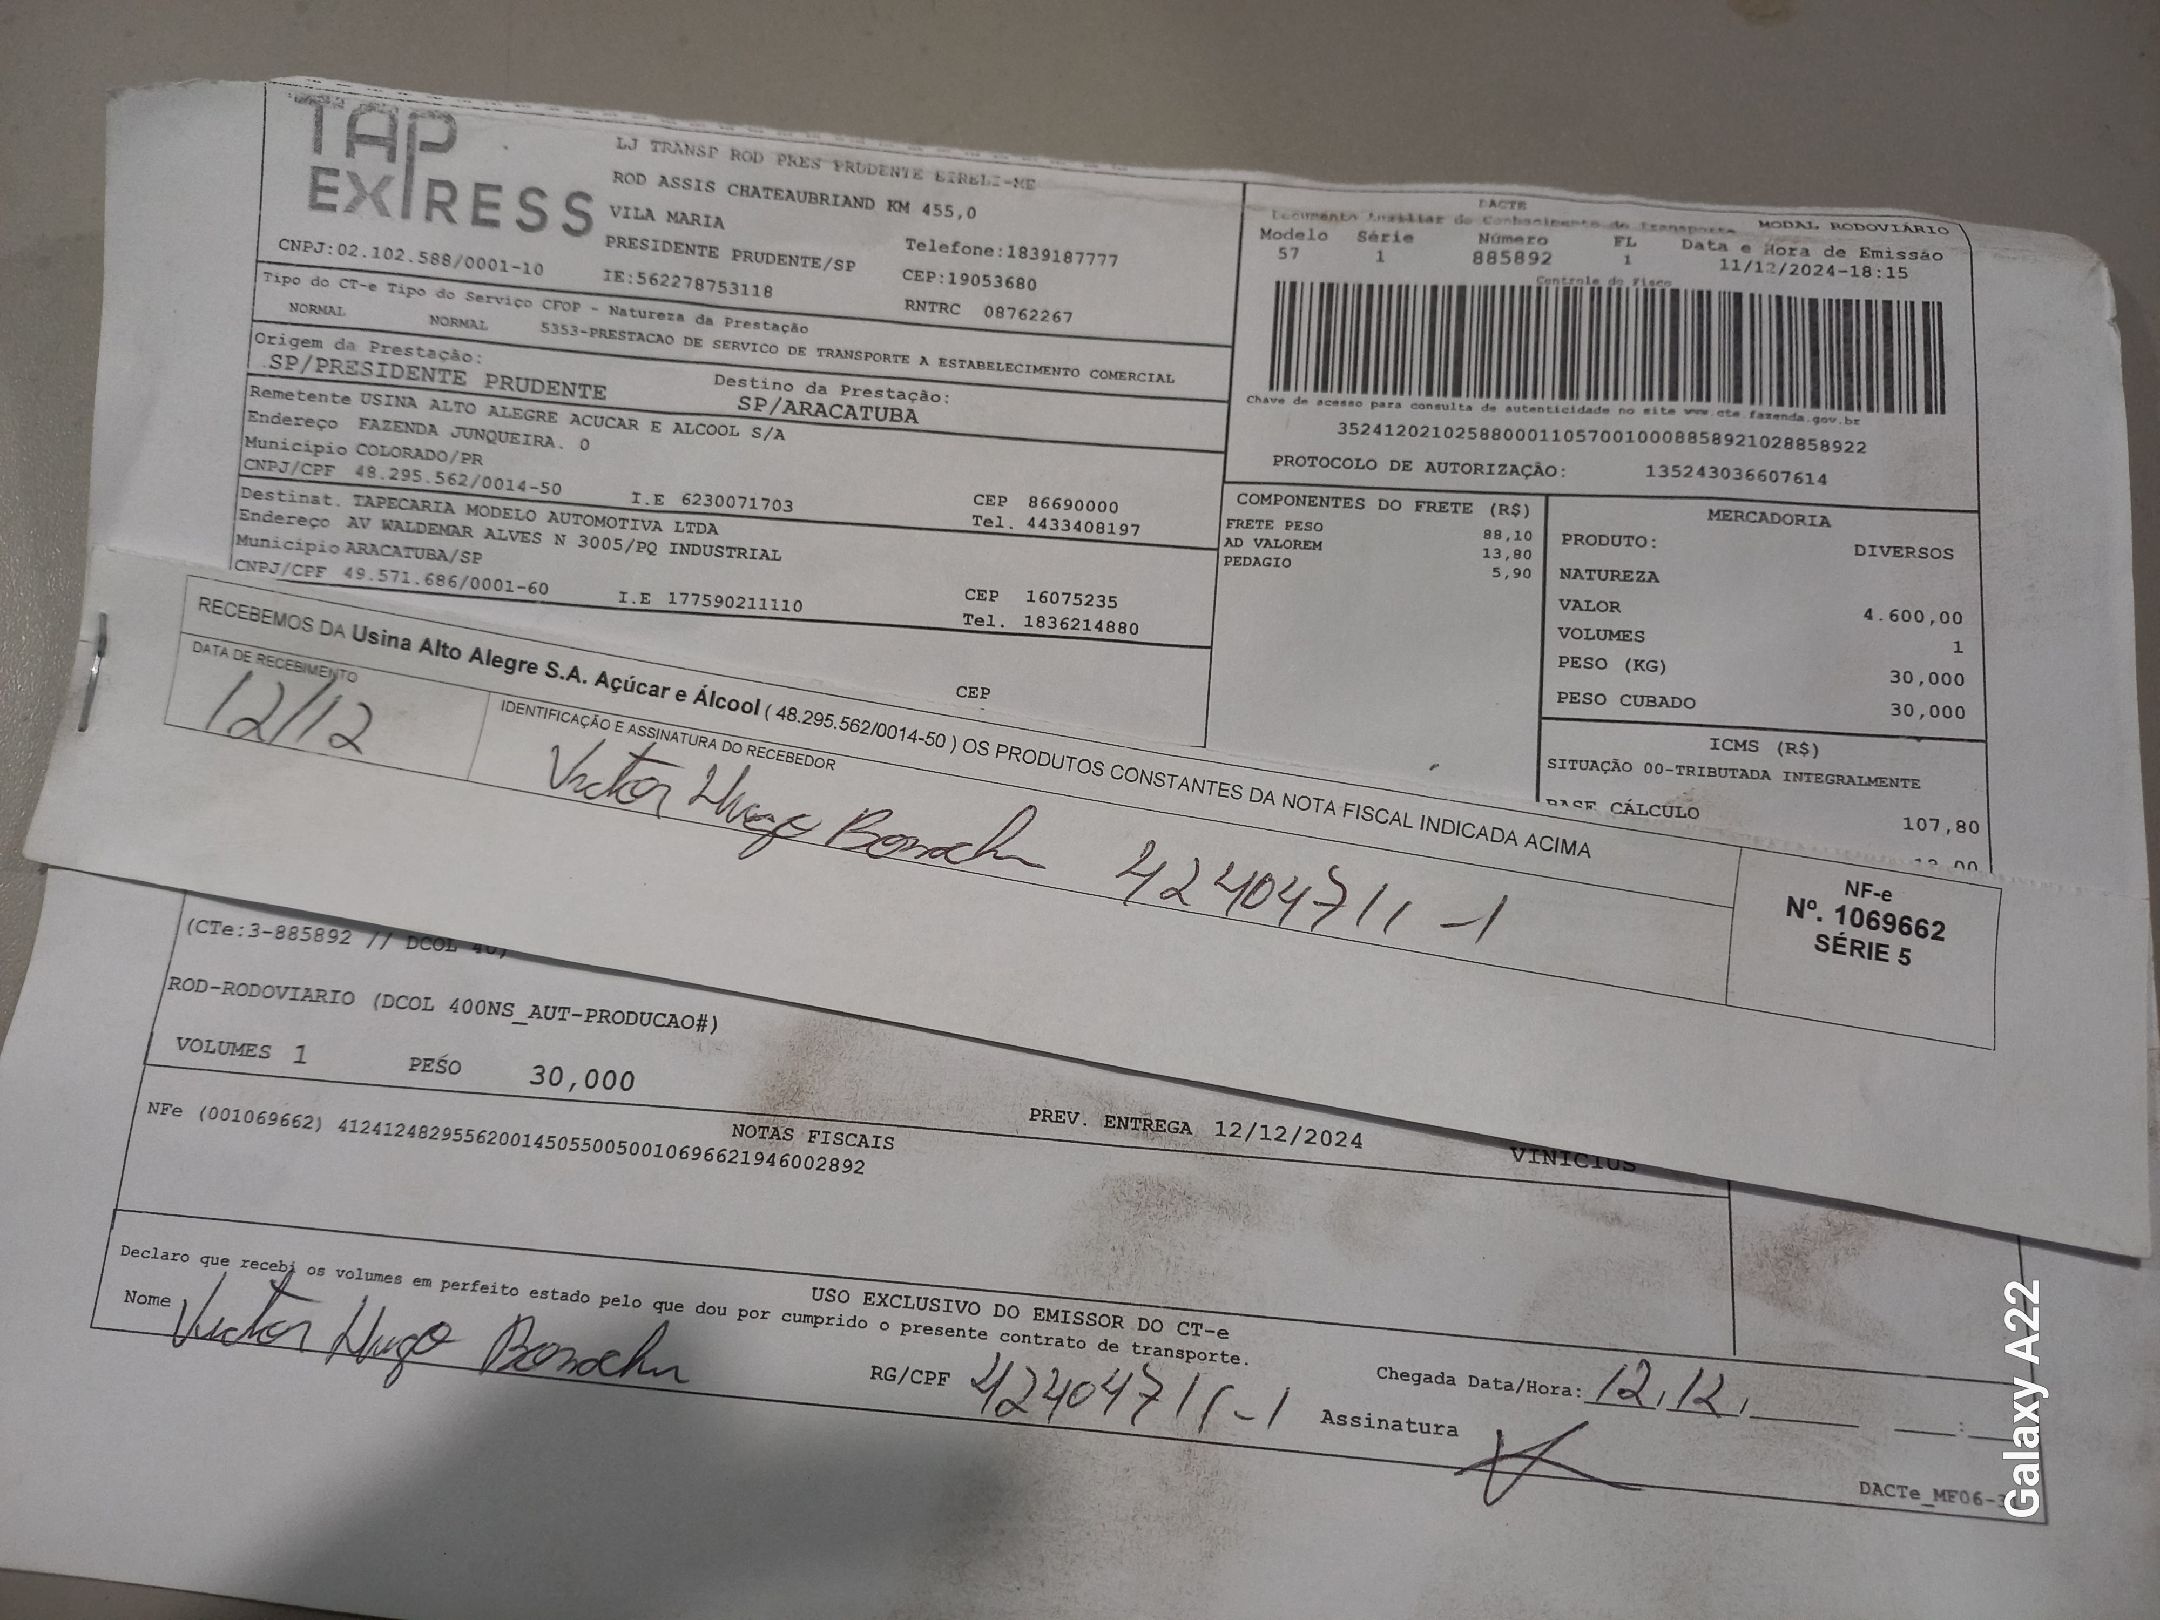 TAP
EXPRESS
LJ TRANSP ROD PRES PRUDENTE EIRELI-ME
ROD ASSIS CHATEAUBRIAND KM 455,0
VILA MARIA
PRESIDENTE PRUDENTE/SP Telefone:1839187777
CNPJ:02.102.588/0001-10 IE:562278753118 CEP:19053680
RNTRC 08762267
Tipo do CT-e Tipo do Serviço CFOP - Natureza da Prestação
NORMAL NORMAL 5353-PRESTACAO DE SERVICO DE TRANSPORTE A ESTABELECIMENTO COMERCIAL
Origem da Prestação: Destino da Prestação:
SP/PRESIDENTE PRUDENTE SP/ARACATUBA
Remetente USINA ALTO ALEGRE ACUCAR E ALCOOL S/A
Endereço FAZENDA JUNQUEIRA. 0
Município COLORADO/PR CEP 86690000
CNPJ/CPF 48.295.562/0014-50 I.E 6230071703 Tel. 4433408197
Destinat. TAPECARIA MODELO AUTOMOTIVA LTDA
Endereço AV WALDEMAR ALVES N 3005/PQ INDUSTRIAL
Município ARACATUBA/SP CEP 16075235
CNPJ/CPF 49.571.686/0001-60 I.E 177590211110 Tel. 1836214880
CEP
DACTE
Documento Auxiliar do Conhecimento de Transporte MODAL RODOVIÁRIO
Modelo Série Número FL Data e Hora de Emissão
57 1 885892 1 11/12/2024-18:15
Controle do Fisco
Chave de acesso para consulta de autenticidade no site www.cte.fazenda.gov.br
35241202102588000110570010008858921028858922
PROTOCOLO DE AUTORIZAÇÃO: 135243036607614
COMPONENTES DO FRETE (R$)
FRETE PESO 88,10
AD VALOREM 13,80
PEDAGIO 5,90
MERCADORIA
PRODUTO: DIVERSOS
NATUREZA
VALOR 4.600,00
VOLUMES 1
PESO (KG) 30,000
PESO CUBADO 30,000
ICMS (R$)
SITUAÇÃO 00-TRIBUTADA INTEGRALMENTE
BASE CÁLCULO 107,80
RECEBEMOS DA Usina Alto Alegre S.A. Açúcar e Álcool ( 48.295.562/0014-50 ) OS PRODUTOS CONSTANTES DA NOTA FISCAL INDICADA ACIMA
DATA DE RECEBIMENTO IDENTIFICAÇÃO E ASSINATURA DO RECEBEDOR
12/12 Victor Hugo 42404711-1
NF-e
Nº. 1069662
SÉRIE 5
(CTe:3-885892 // DCOL
ROD-RODOVIARIO (DCOL 400NS_AUT-PRODUCAO#)
VOLUMES 1 PESO 30,000
PREV. ENTREGA 12/12/2024 VINICIUS
NOTAS FISCAIS
NFe (001069662) 41241248295562001450550050010696621946002892
USO EXCLUSIVO DO EMISSOR DO CT-e
Declaro que recebi os volumes em perfeito estado pelo que dou por cumprido o presente contrato de transporte.
Nome Victor Hugo RG/CPF 42404711-1 Chegada Data/Hora: 12,12,
Assinatura
DACTe_MF06-
Galaxy A22